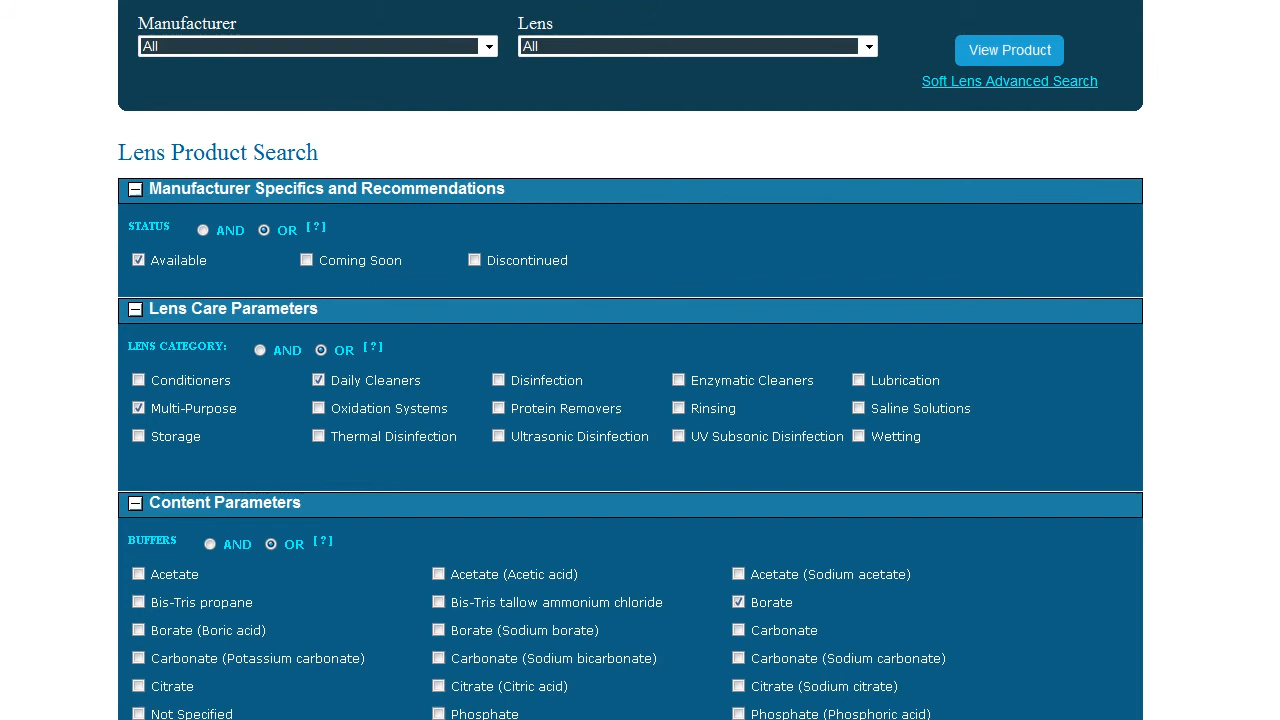 Manufacturer Lens
All All
View Product
Soft Lens Advanced Search
Lens Product Search
Manufacturer Specifics and Recommendations
STATUS AND OR [?]
Available Coming Soon Discontinued
Lens Care Parameters
LENS CATEGORY: AND OR [?]
Conditioners Daily Cleaners Disinfection Enzymatic Cleaners Lubrication
Multi-Purpose Oxidation Systems Protein Removers Rinsing Saline Solutions
Storage Thermal Disinfection Ultrasonic Disinfection UV Subsonic Disinfection Wetting
Content Parameters
BUFFERS AND OR [?]
Acetate Acetate (Acetic acid) Acetate (Sodium acetate)
Bis-Tris propane Bis-Tris tallow ammonium chloride Borate
Borate (Boric acid) Borate (Sodium borate) Carbonate
Carbonate (Potassium carbonate) Carbonate (Sodium bicarbonate) Carbonate (Sodium carbonate)
Citrate Citrate (Citric acid) Citrate (Sodium citrate)
Not Specified Phosphate Phosphate (Phosphoric acid)